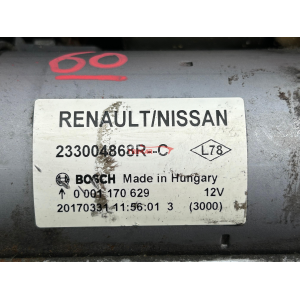 60
RENAULT/NISSAN
233004868R--C L78
BOSCH Made in Hungary
0 001 170 629 12V
20170331 11:56:01 3 (3000)